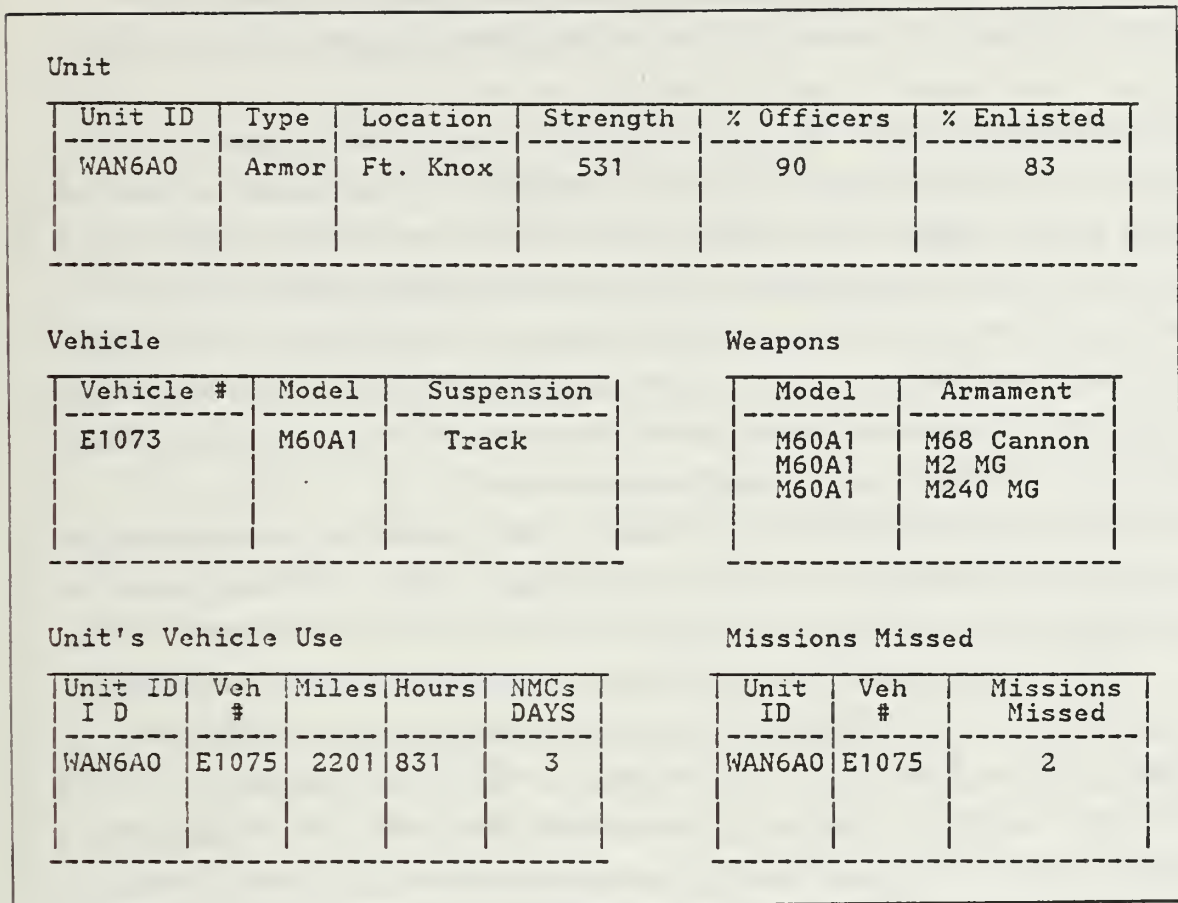 Unit
Unit ID | Type | Location | Strength | % Officers | % Enlisted
WAN6A0 | Armor | Ft. Knox | 531 | 90 | 83
Vehicle
Vehicle # | Model | Suspension
E1073 | M60A1 | Track
Weapons
Model | Armament
M60A1 | M68 Cannon
M60A1 | M2 MG
M60A1 | M240 MG
Unit's Vehicle Use
Unit ID | Veh | Miles | Hours | NMCs
I D | # | DAYS
WAN6A0 | E1075 | 2201 | 831 | 3
Missions Missed
Unit | Veh | Missions
ID | # | Missed
WAN6A0 | E1075 | 2